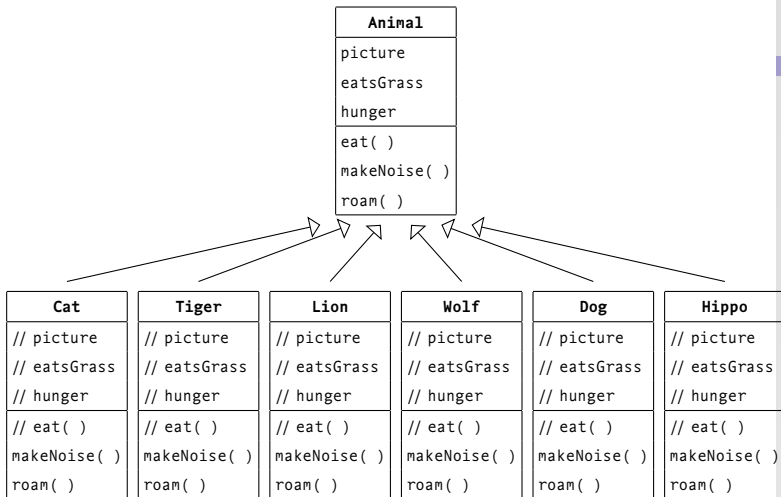 Animal
picture
eatsGrass
hunger
eat( )
makeNoise( )
roam( )
Cat
// picture
// eatsGrass
// hunger
// eat( )
makeNoise( )
roam( )
Tiger
// picture
// eatsGrass
// hunger
// eat( )
makeNoise( )
roam( )
Lion
// picture
// eatsGrass
// hunger
// eat( )
makeNoise( )
roam( )
Wolf
// picture
// eatsGrass
// hunger
// eat( )
makeNoise( )
roam( )
Dog
// picture
// eatsGrass
// hunger
// eat( )
makeNoise( )
roam( )
Hippo
// picture
// eatsGrass
// hunger
// eat( )
makeNoise( )
roam( )